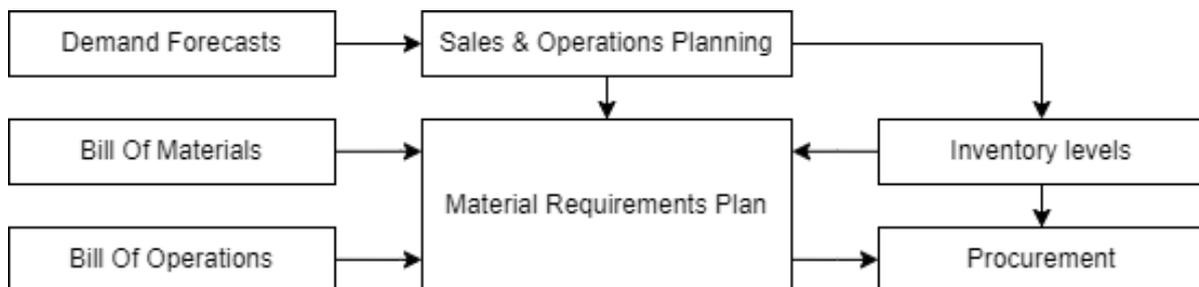 Demand Forecasts
Sales & Operations Planning
Bill Of Materials
Inventory levels
Material Requirements Plan
Bill Of Operations
Procurement